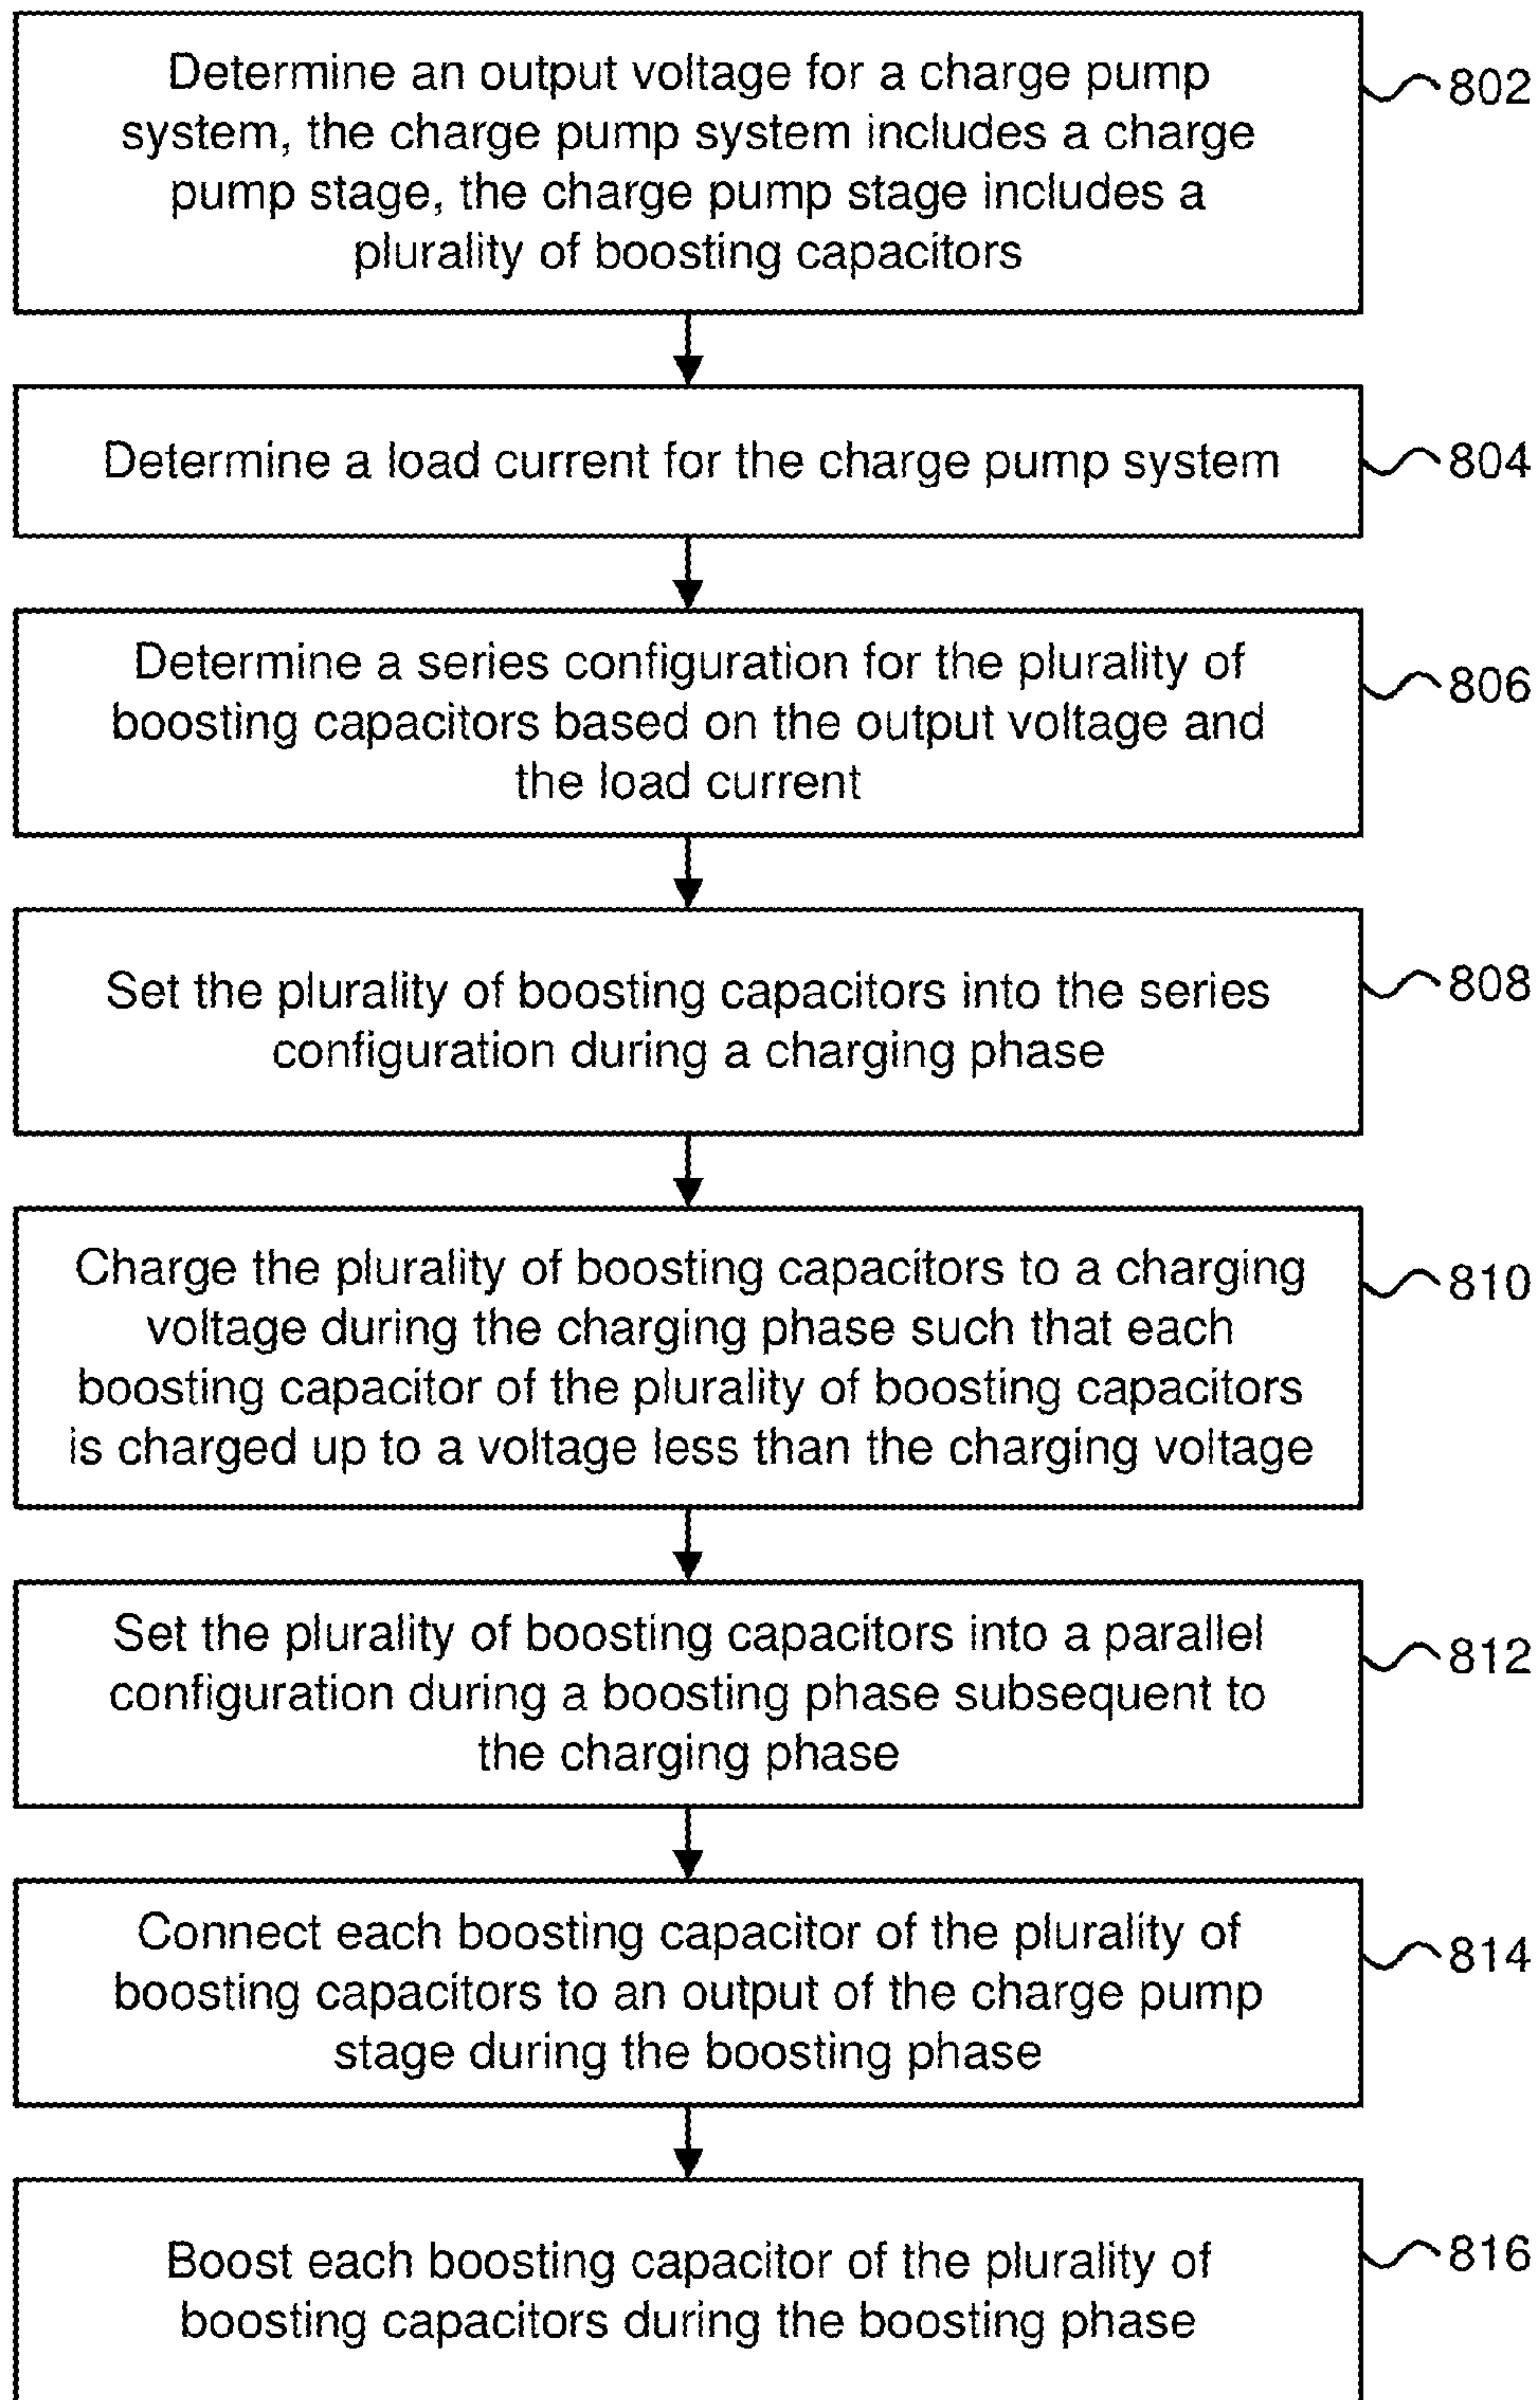 Determine an output voltage for a charge pump
system, the charge pump system includes a charge
pump stage, the charge pump stage includes a
plurality of boosting capacitors
802
Determine a load current for the charge pump system
804
Determine a series configuration for the plurality of
boosting capacitors based on the output voltage and
the load current
806
Set the plurality of boosting capacitors into the series
configuration during a charging phase
808
Charge the plurality of boosting capacitors to a charging
voltage during the charging phase such that each
boosting capacitor of the plurality of boosting capacitors
is charged up to a voltage less than the charging voltage
810
Set the plurality of boosting capacitors into a parallel
configuration during a boosting phase subsequent to
the charging phase
812
Connect each boosting capacitor of the plurality of
boosting capacitors to an output of the charge pump
stage during the boosting phase
814
Boost each boosting capacitor of the plurality of
boosting capacitors during the boosting phase
816